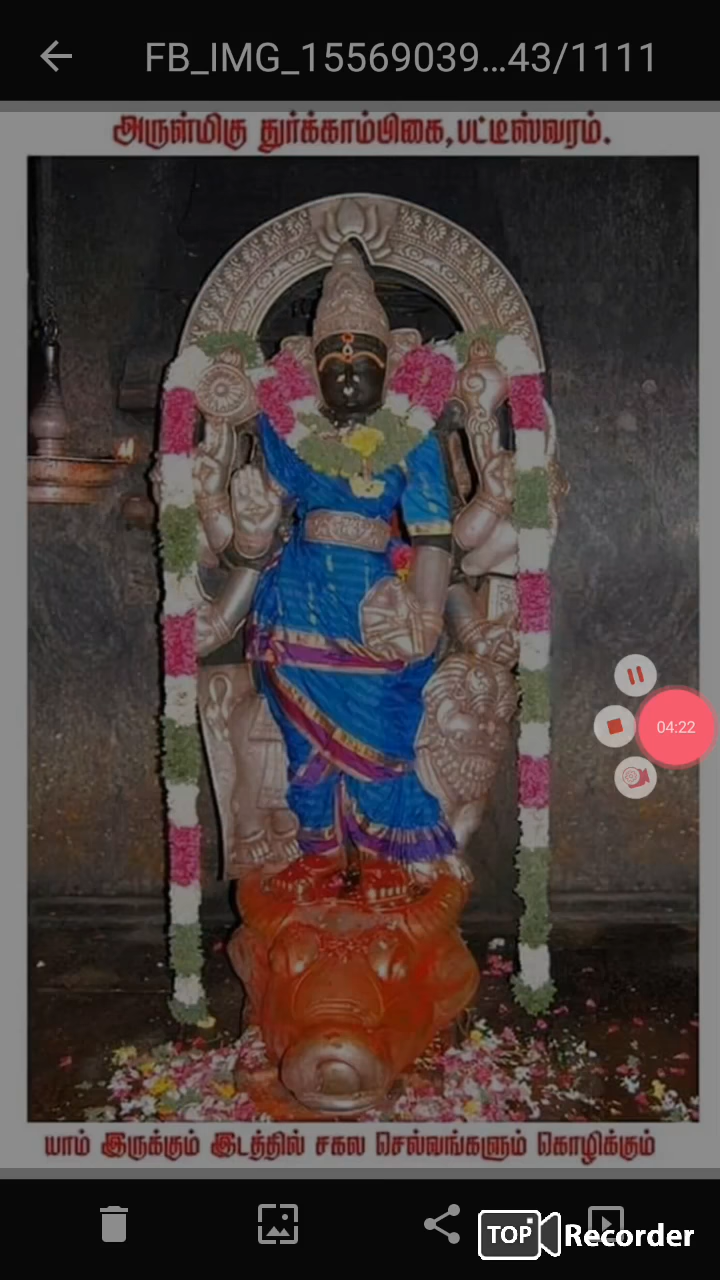 FB_IMG_15569039...43/1111
அருள்மிகு துர்க்காம்பிகை, பட்டீஸ்வரம்.
04:22
யாம் இருக்கும் இடத்தில் சகல செல்வங்களும் கொழிக்கும்
TOP Recorder